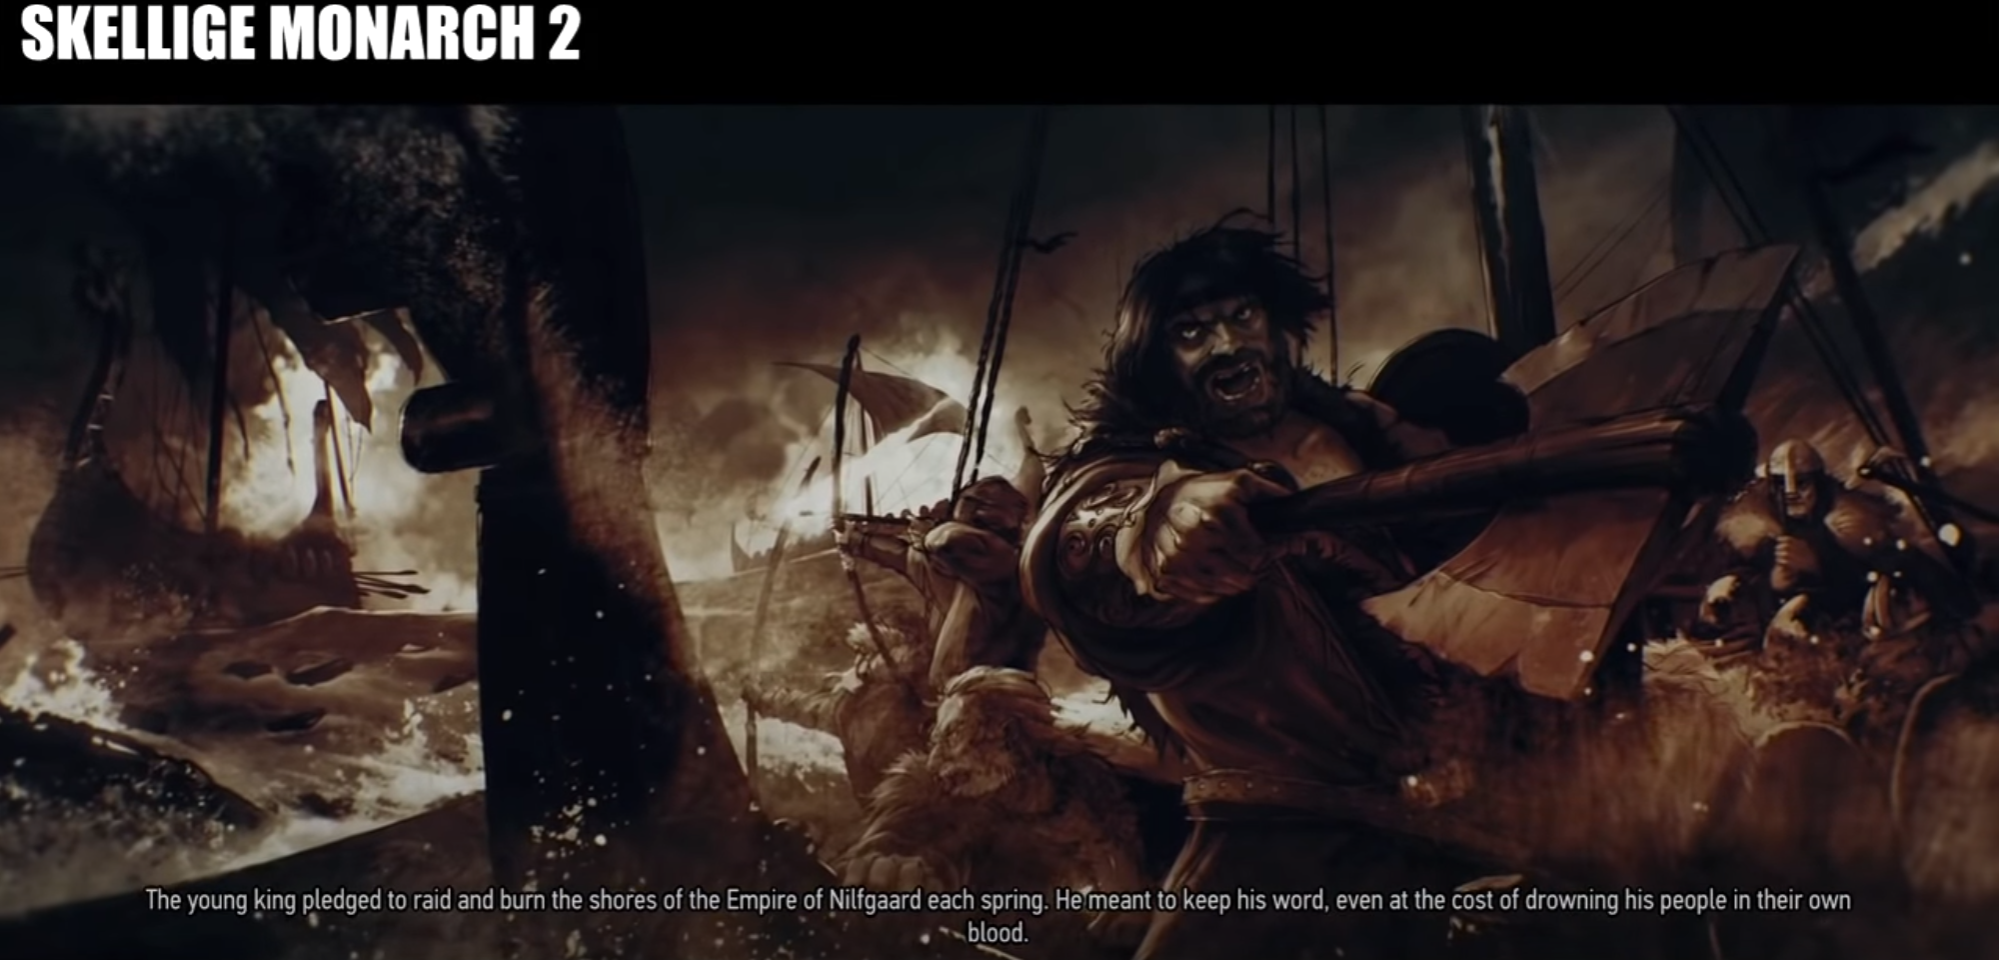 SKELLIGE MONARCH 2
The young king pledged to raid and burn the shores of the Empire of Nilfgaard each spring. He meant to keep his word, even at the cost of drowning his people in their own
blood.